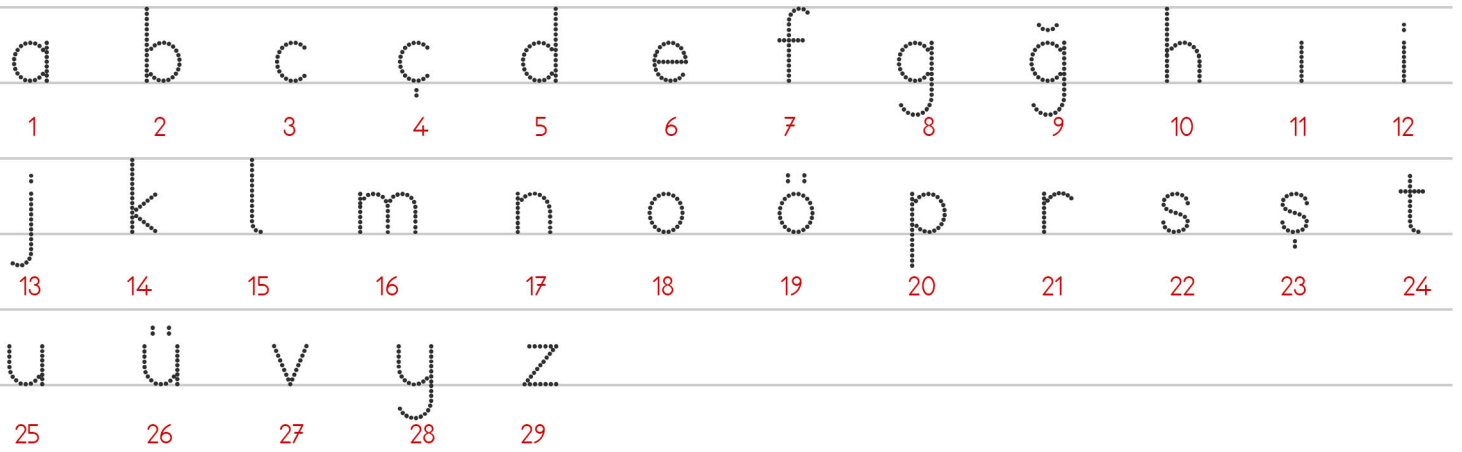 a b c ç d e f g ğ h ı i
1 2 3 4 5 6 7 8 9 10 11 12
j k l m n o ö p r s ş t
13 14 15 16 17 18 19 20 21 22 23 24
u ü v y z
25 26 27 28 29